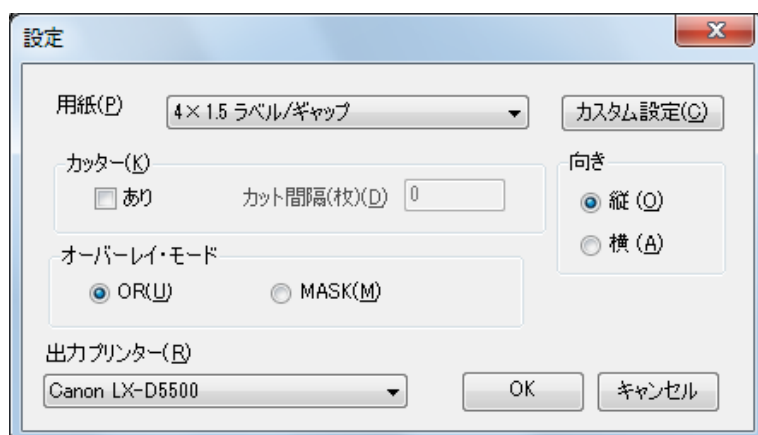 設定
用紙(P) 4×1.5 ラベル/ギャップ カスタム設定(C)
カッター(K) 向き
あり カット間隔(枚)(D) 0 縦(O)
横(A)
オーバーレイ・モード
OR(U) MASK(M)
出力プリンター(R)
Canon LX-D5500 OK キャンセル